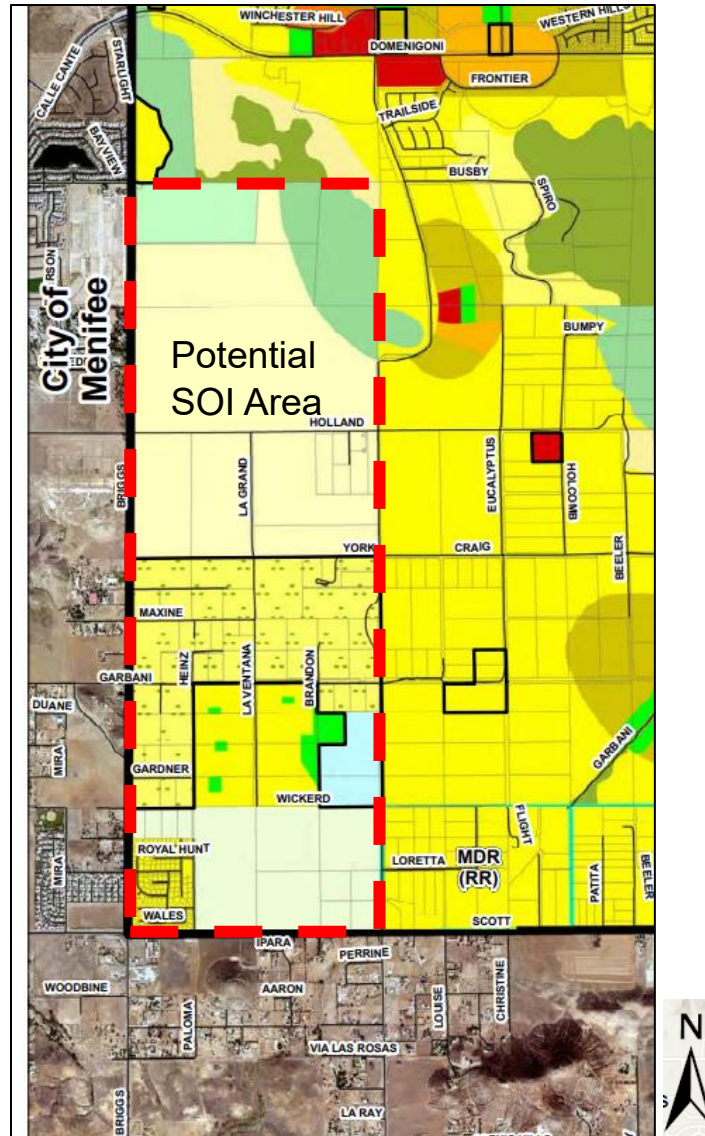 WINCHESTER HILL
WESTERN HILLS
DOMENIGONI
CALLE CANTE
STARLIGHT
FRONTIER
TRAILSIDE
BAYVIEW
BUSBY
SPIRO
City of
Menifee
BUMPY
Potential
SOI Area
HOLLAND
BRIGGS
LA GRAND
EUCALYPTUS
HOLCOMB
YORK
CRAIG
BEELER
MAXINE
HEINZ
LA VENTANA
BRANDON
GARBANI
DUANE
MIRA
GARBANI
GARDNER
WICKERD
FLIGHT
ROYAL HUNT
MIRA
LORETTA
MDR
(RR)
PATITA
BEELER
WALES
SCOTT
IPARA
PERRINE
WOODBINE
AARON
PALOMA
LOUISE
CHRISTINE
VIA LAS ROSAS
BRIGGS
LA RAY
N